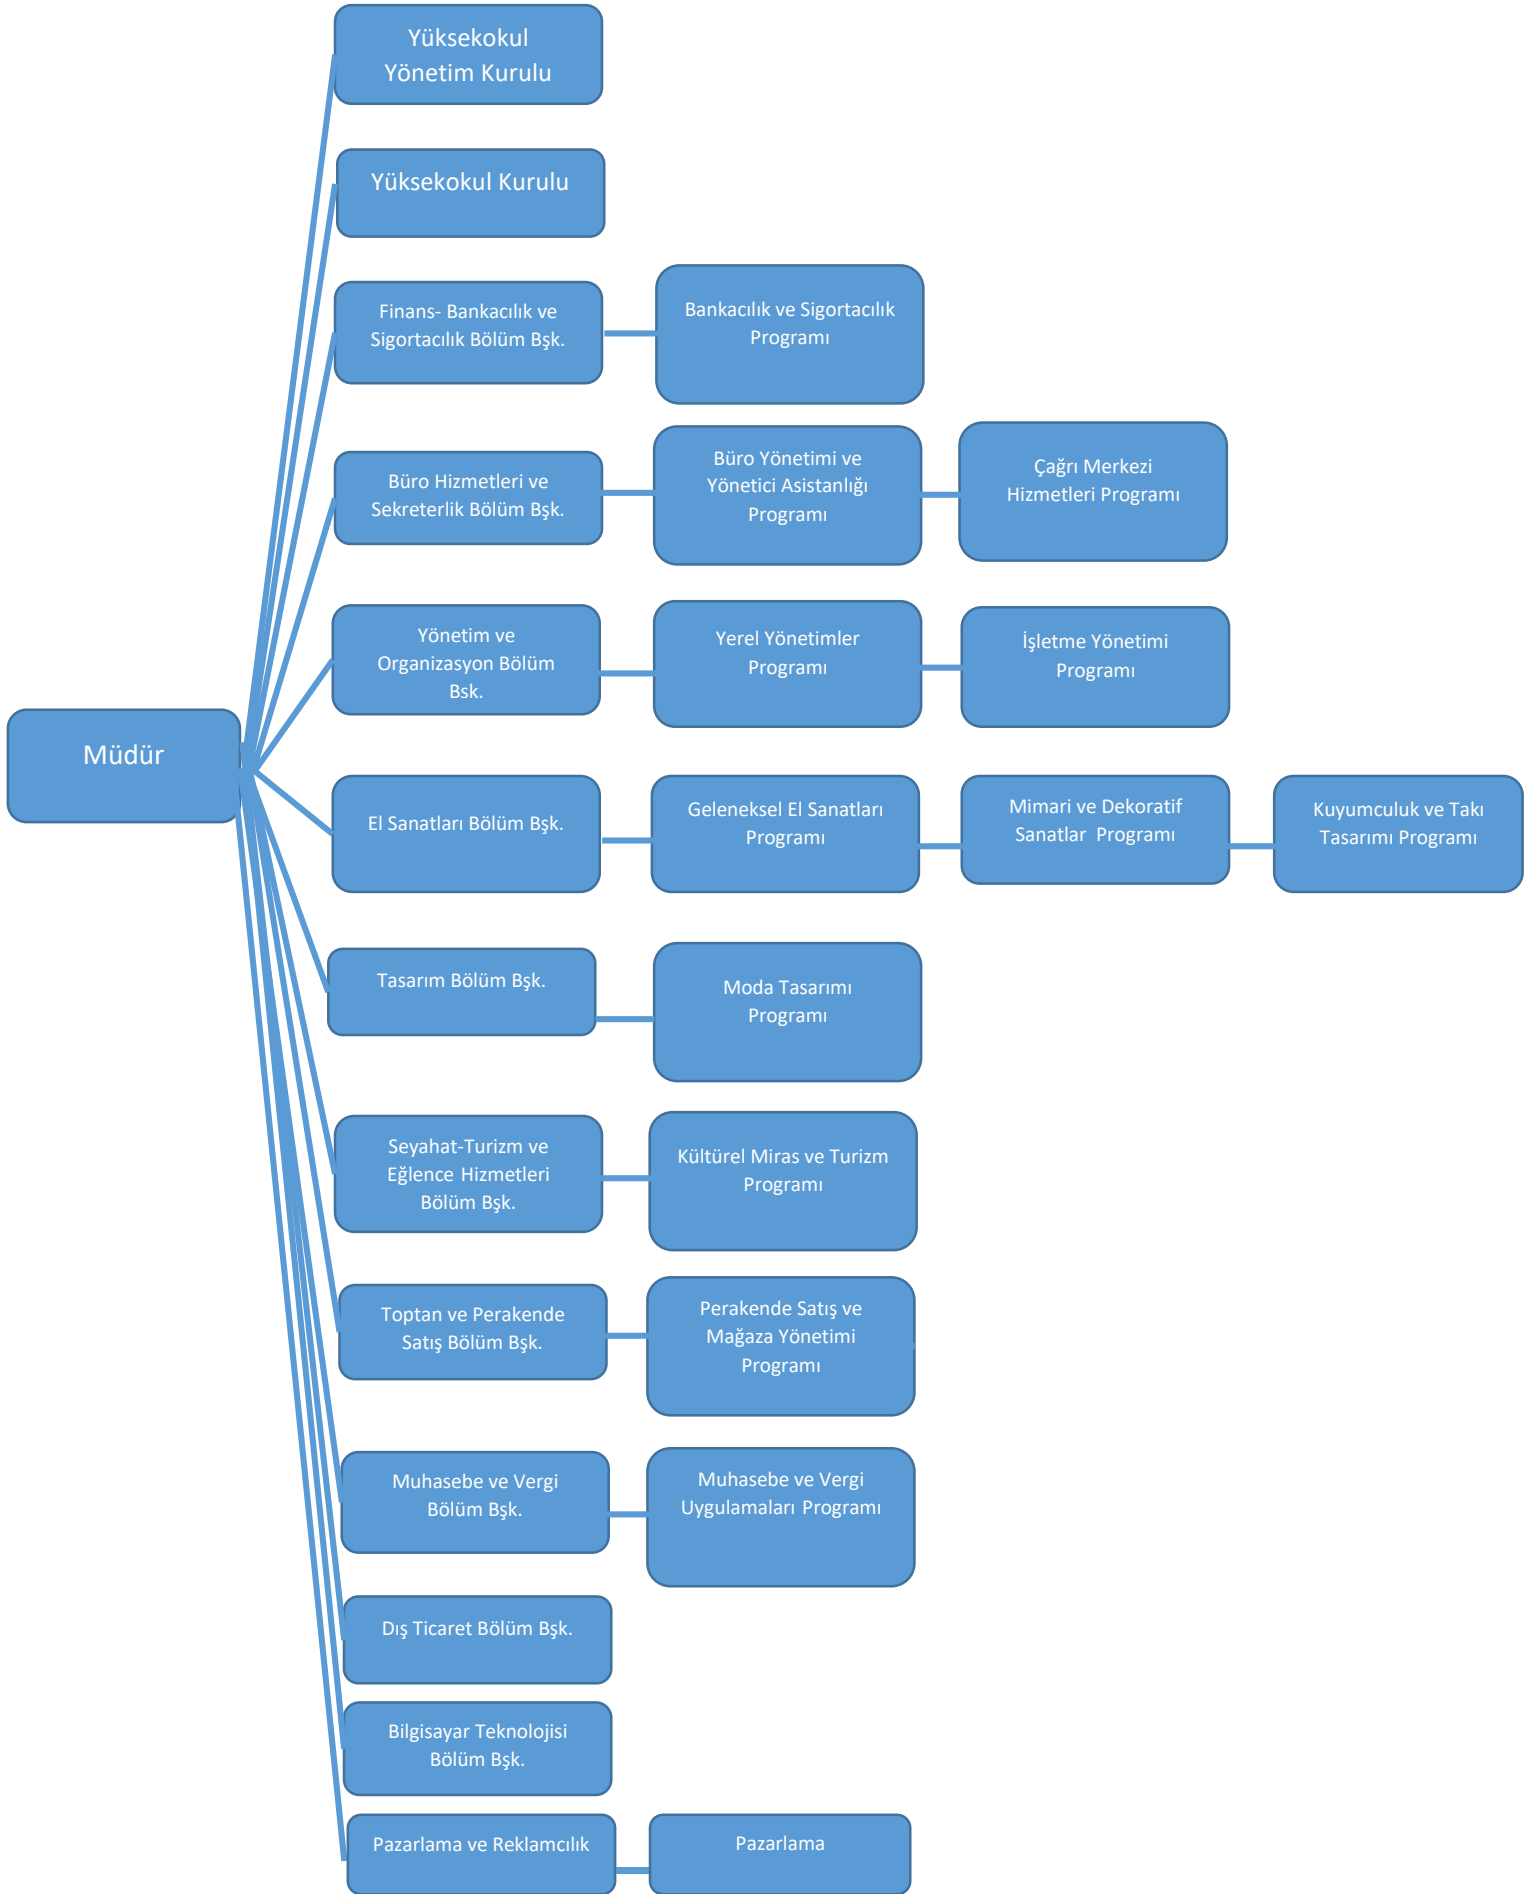 Yüksekokul
Yönetim Kurulu
Yüksekokul Kurulu
Finans- Bankacılık ve
Sigortacılık Bölüm Bşk.
Bankacılık ve Sigortacılık
Programı
Büro Hizmetleri ve
Sekreterlik Bölüm Bşk.
Büro Yönetimi ve
Yönetici Asistanlığı
Programı
Çağrı Merkezi
Hizmetleri Programı
Yönetim ve
Organizasyon Bölüm
Bsk.
Yerel Yönetimler
Programı
İşletme Yönetimi
Programı
Müdür
El Sanatları Bölüm Bşk.
Geleneksel El Sanatları
Programı
Mimari ve Dekoratif
Sanatlar Programı
Kuyumculuk ve Takı
Tasarımı Programı
Tasarım Bölüm Bşk.
Moda Tasarımı
Programı
Seyahat-Turizm ve
Eğlence Hizmetleri
Bölüm Bşk.
Kültürel Miras ve Turizm
Programı
Toptan ve Perakende
Satış Bölüm Bşk.
Perakende Satış ve
Mağaza Yönetimi
Programı
Muhasebe ve Vergi
Bölüm Bşk.
Muhasebe ve Vergi
Uygulamaları Programı
Dış Ticaret Bölüm Bşk.
Bilgisayar Teknolojisi
Bölüm Bşk.
Pazarlama ve Reklamcılık
Pazarlama